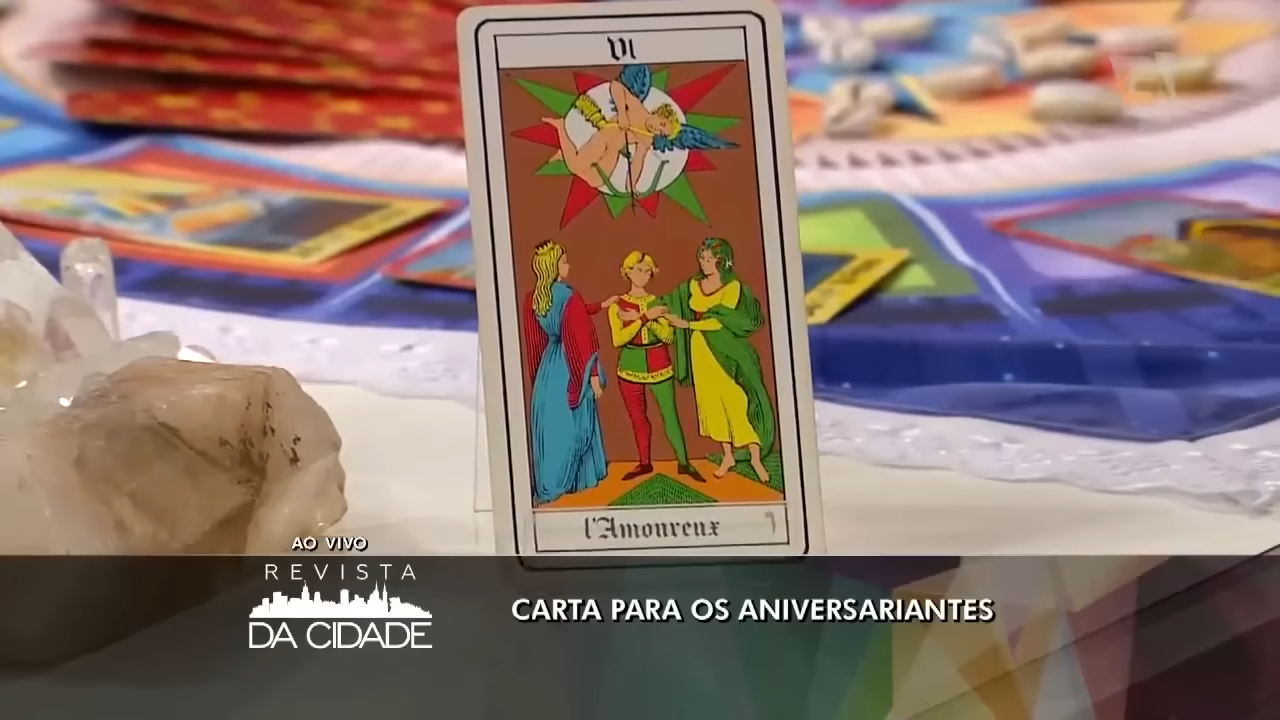 VI
l'Amoureux
ו
AO VIVO
REVISTA
DA CIDADE
CARTA PARA OS ANIVERSARIANTES